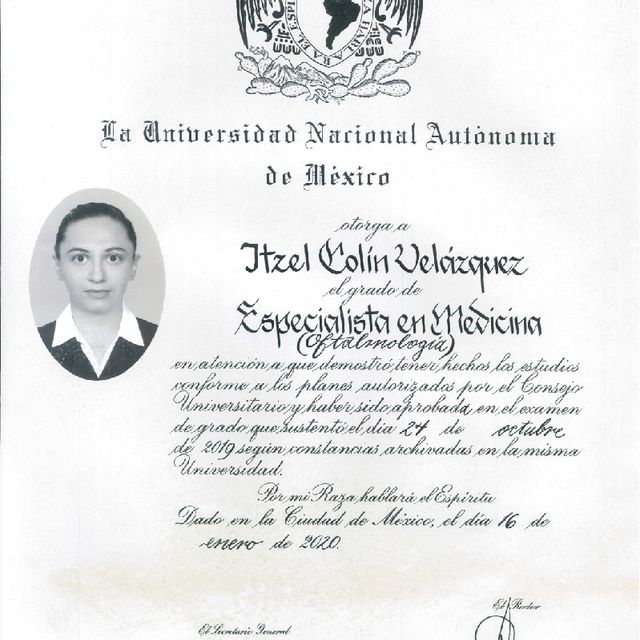 La Universidad Nacional Autónoma
de México
otorga a
Itzel Colín Velázquez
el grado de
Especialista en Medicina
(Oftalmología)
en atención a que demostró tener hechos los estudios
conforme a los planes autorizados por el Consejo
Universitario y haber sido aprobada en el examen
de grado que sustentó el día 24 de octubre
de 2019 según constancias archivadas en la misma
Universidad.
Por mi Raza hablará el Espíritu
Dado en la Ciudad de México, el día 16 de
enero de 2020.
El Rector
El Secretario General